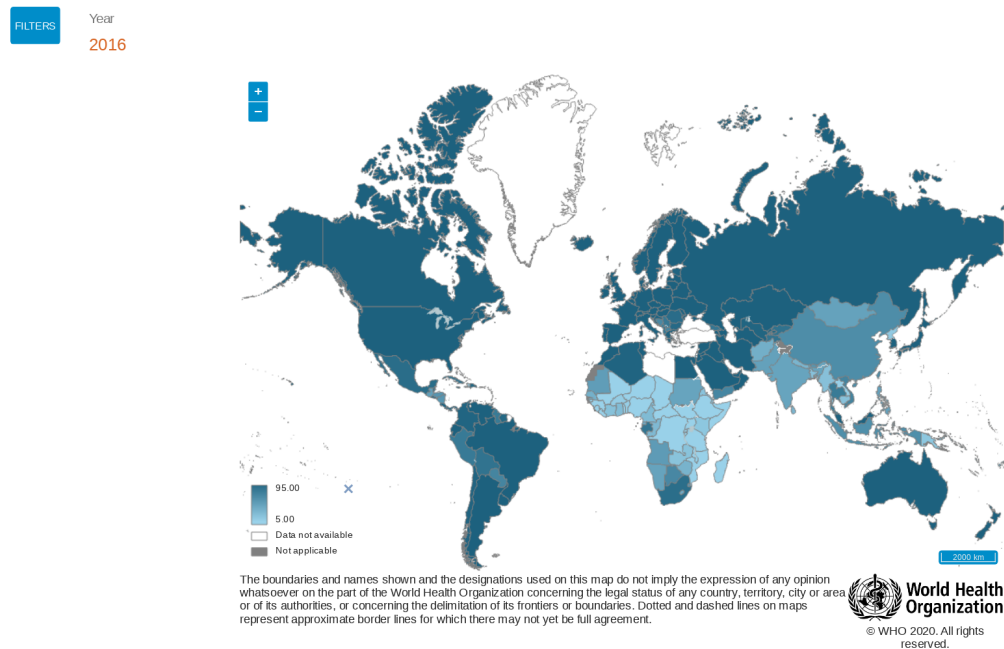 FILTERS
Year
2016
+
−
95.00
5.00
Data not available
Not applicable
2000 km
The boundaries and names shown and the designations used on this map do not imply the expression of any opinion
whatsoever on the part of the World Health Organization concerning the legal status of any country, territory, city or area
or of its authorities, or concerning the delimitation of its frontiers or boundaries. Dotted and dashed lines on maps
represent approximate border lines for which there may not yet be full agreement.
World Health
Organization
© WHO 2020. All rights
reserved.